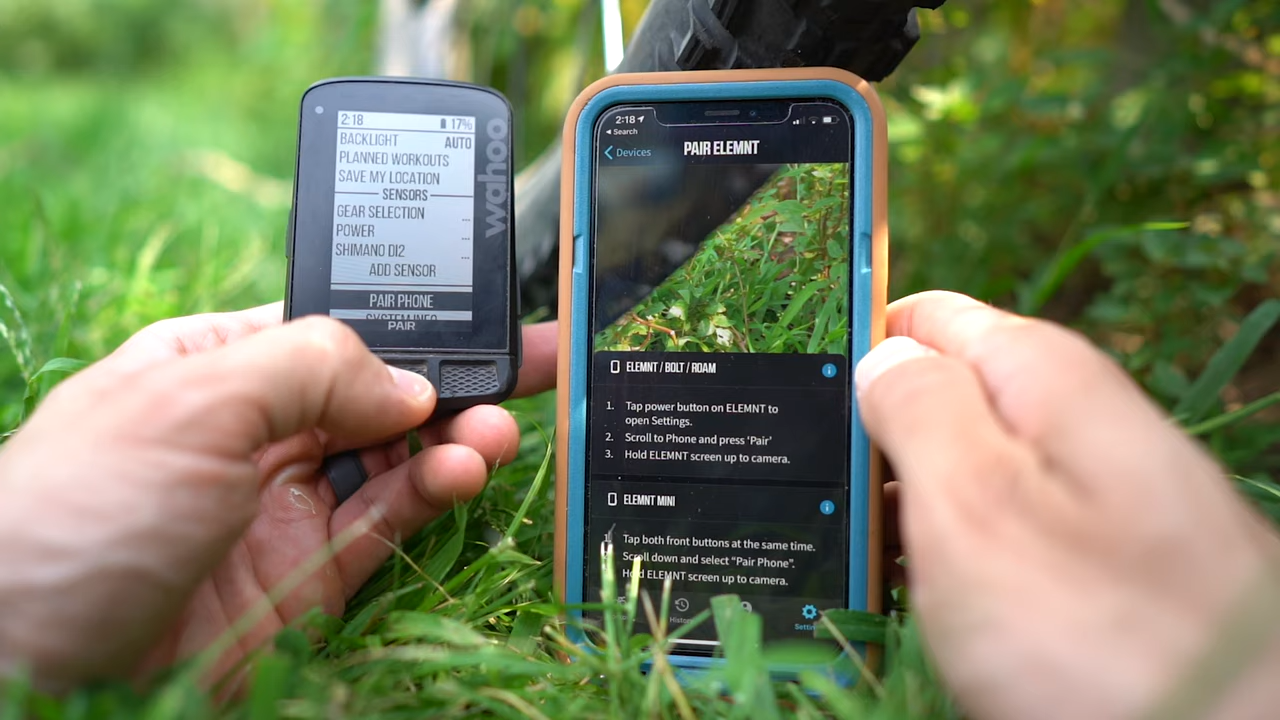 2:18 17%
BACKLIGHT AUTO
PLANNED WORKOUTS
SAVE MY LOCATION
SENSORS
GEAR SELECTION ...
POWER ...
SHIMANO DI2 ...
ADD SENSOR
PAIR PHONE
SYSTEM INFO
PAIR
wahoo
2:18
Search
Devices PAIR ELEMNT
ELEMNT / BOLT / ROAM i
1. Tap power button on ELEMNT to
open Settings.
2. Scroll to Phone and press 'Pair'
3. Hold ELEMNT screen up to camera.
ELEMNT MINI i
Tap both front buttons at the same time.
Scroll down and select "Pair Phone".
Hold ELEMNT screen up to camera.